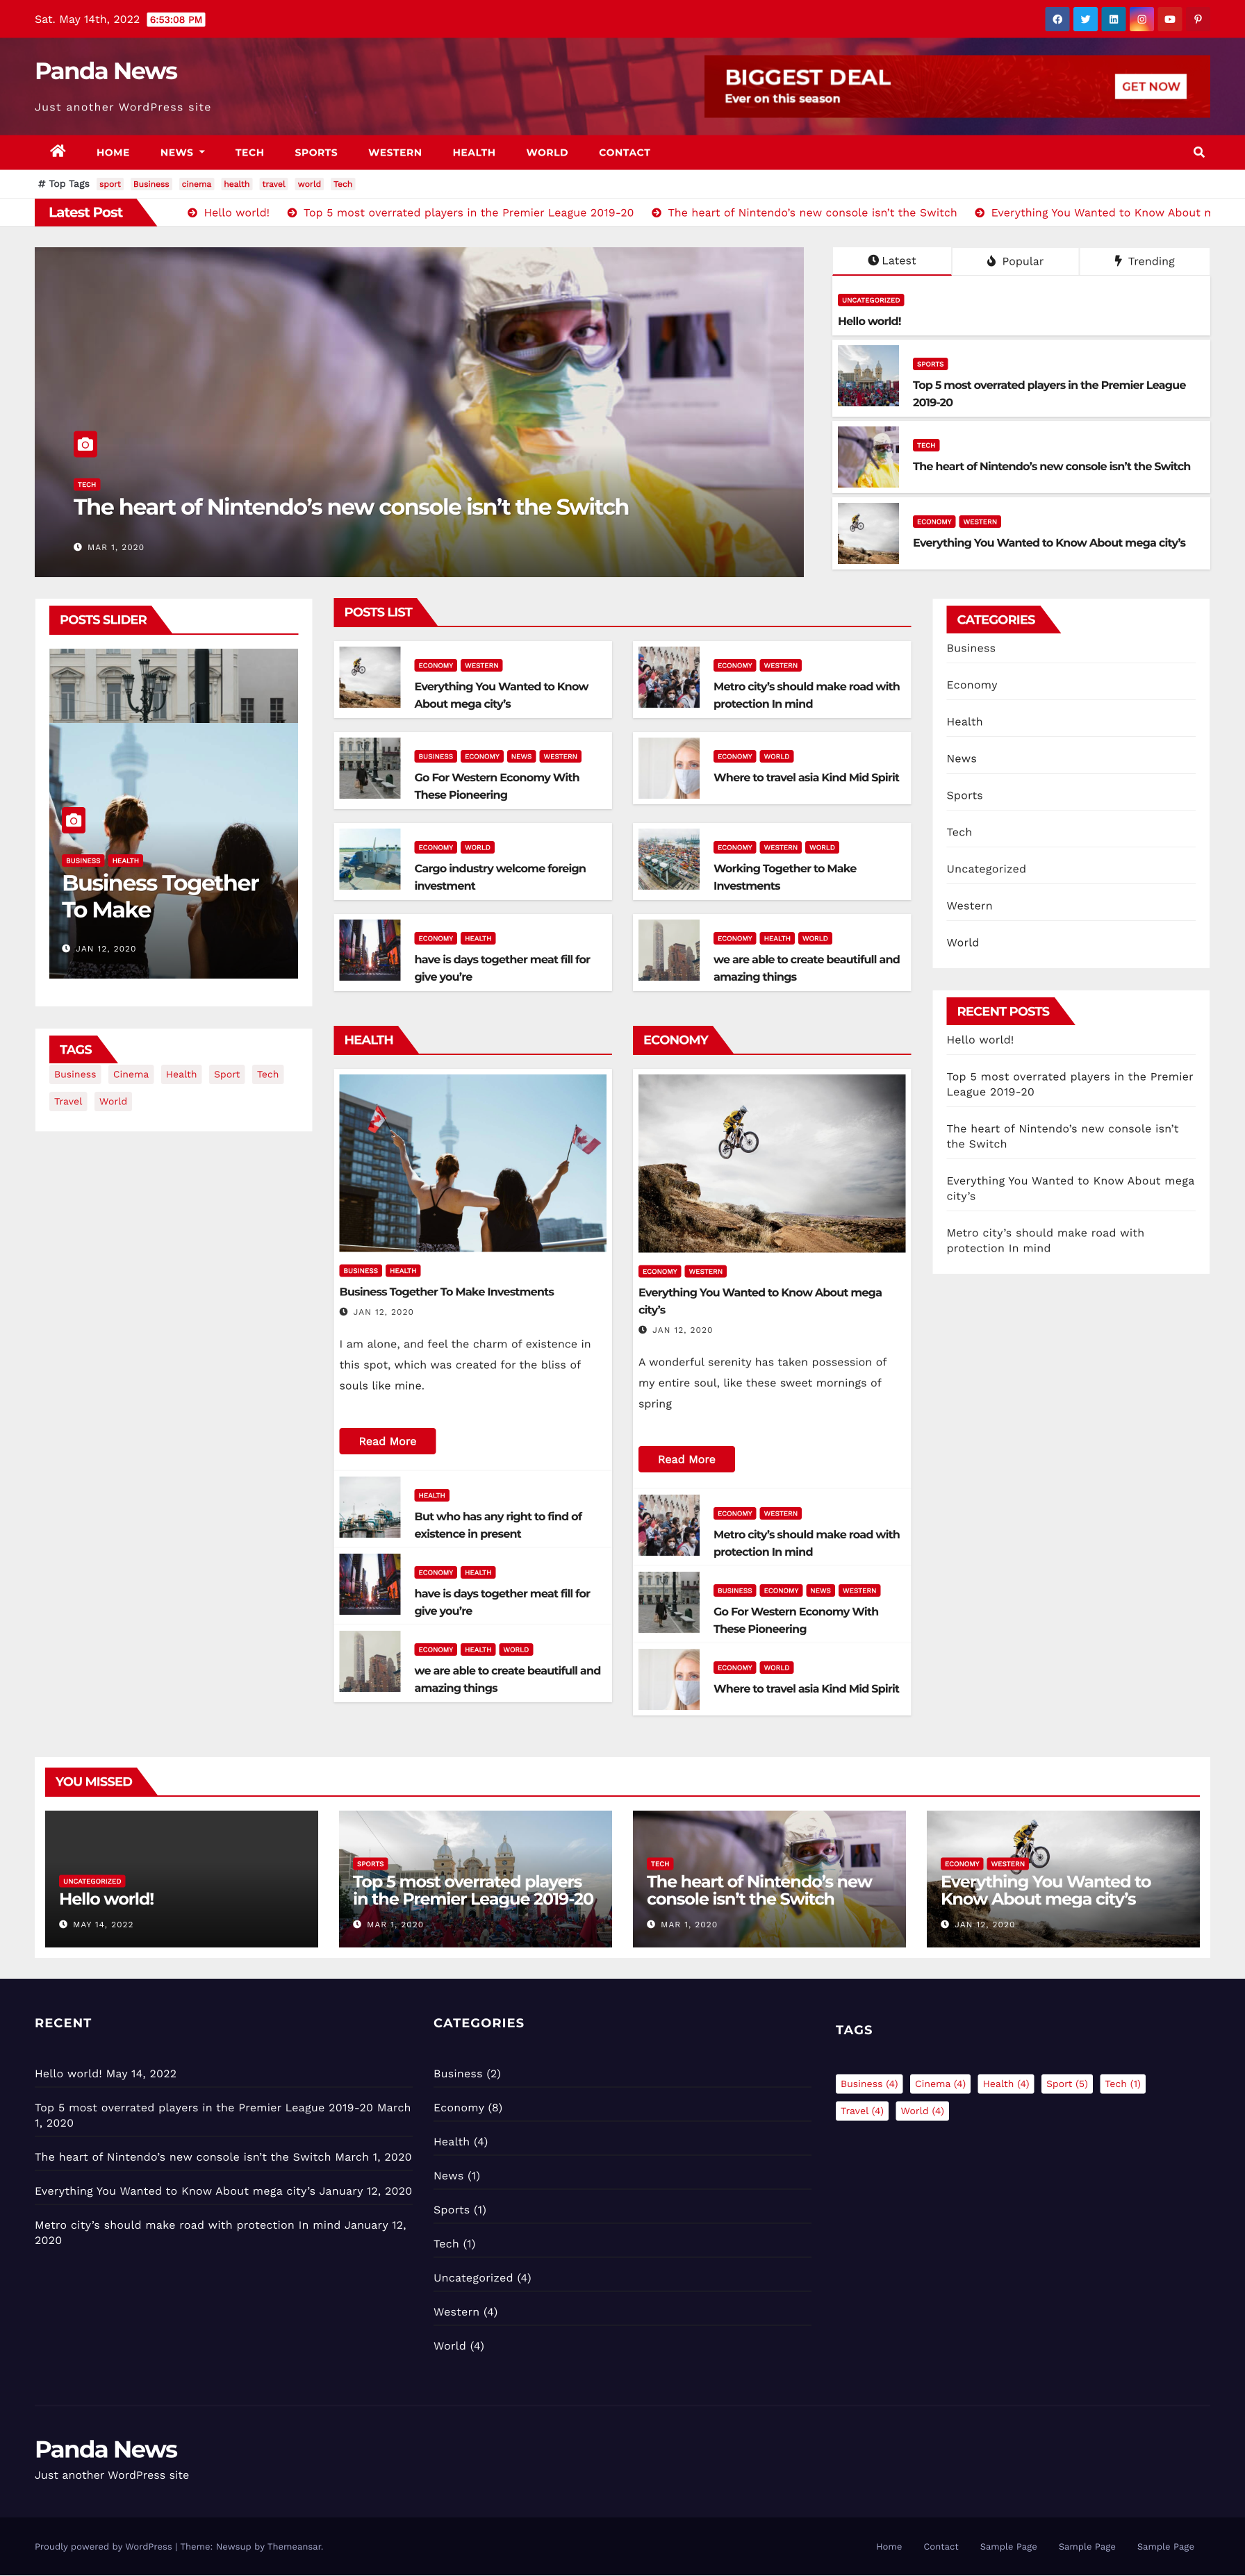 Sat. May 14th, 2022 6:53:08 PM
Panda News
Just another WordPress site
BIGGEST DEAL
Ever on this season
GET NOW
HOME NEWS TECH SPORTS WESTERN HEALTH WORLD CONTACT
# Top Tags sport Business cinema health travel world Tech
Latest Post
Hello world! Top 5 most overrated players in the Premier League 2019-20 The heart of Nintendo’s new console isn’t the Switch Everything You Wanted to Know About
TECH
The heart of Nintendo’s new console isn’t the Switch
MAR 1, 2020
Latest Popular Trending
UNCATEGORIZED
Hello world!
SPORTS
Top 5 most overrated players in the Premier League
2019-20
TECH
The heart of Nintendo’s new console isn’t the Switch
ECONOMY WESTERN
Everything You Wanted to Know About mega city’s
POSTS SLIDER
BUSINESS HEALTH
Business Together
To Make
JAN 12, 2020
TAGS
Business Cinema Health Sport Tech
Travel World
POSTS LIST
ECONOMY WESTERN
Everything You Wanted to Know
About mega city’s
ECONOMY WESTERN
Metro city’s should make road with
protection In mind
BUSINESS ECONOMY NEWS WESTERN
Go For Western Economy With
These Pioneering
ECONOMY WORLD
Where to travel asia Kind Mid Spirit
ECONOMY WORLD
Cargo industry welcome foreign
investment
ECONOMY WESTERN WORLD
Working Together to Make
Investments
ECONOMY HEALTH
have is days together meat fill for
give you’re
ECONOMY HEALTH WORLD
we are able to create beautifull and
amazing things
HEALTH
BUSINESS HEALTH
Business Together To Make Investments
JAN 12, 2020
I am alone, and feel the charm of existence in
this spot, which was created for the bliss of
souls like mine.
Read More
HEALTH
But who has any right to find of
existence in present
ECONOMY HEALTH
have is days together meat fill for
give you’re
ECONOMY HEALTH WORLD
we are able to create beautifull and
amazing things
ECONOMY
ECONOMY WESTERN
Everything You Wanted to Know About mega
city’s
JAN 12, 2020
A wonderful serenity has taken possession of
my entire soul, like these sweet mornings of
spring
Read More
ECONOMY WESTERN
Metro city’s should make road with
protection In mind
BUSINESS ECONOMY NEWS WESTERN
Go For Western Economy With
These Pioneering
ECONOMY WORLD
Where to travel asia Kind Mid Spirit
CATEGORIES
Business
Economy
Health
News
Sports
Tech
Uncategorized
Western
World
RECENT POSTS
Hello world!
Top 5 most overrated players in the Premier
League 2019-20
The heart of Nintendo’s new console isn’t
the Switch
Everything You Wanted to Know About mega
city’s
Metro city’s should make road with
protection In mind
YOU MISSED
UNCATEGORIZED
Hello world!
MAY 14, 2022
SPORTS
Top 5 most overrated players
in the Premier League 2019-20
MAR 1, 2020
TECH
The heart of Nintendo’s new
console isn’t the Switch
MAR 1, 2020
ECONOMY WESTERN
Everything You Wanted to
Know About mega city’s
JAN 12, 2020
RECENT
Hello world! May 14, 2022
Top 5 most overrated players in the Premier League 2019-20 March
1, 2020
The heart of Nintendo’s new console isn’t the Switch March 1, 2020
Everything You Wanted to Know About mega city’s January 12, 2020
Metro city’s should make road with protection In mind January 12,
2020
CATEGORIES
Business (2)
Economy (8)
Health (4)
News (1)
Sports (1)
Tech (1)
Uncategorized (4)
Western (4)
World (4)
TAGS
Business (4) Cinema (4) Health (4) Sport (5) Tech (1)
Travel (4) World (4)
Panda News
Just another WordPress site
Proudly powered by WordPress | Theme: Newsup by Themeansar.
Home Contact Sample Page Sample Page Sample Page